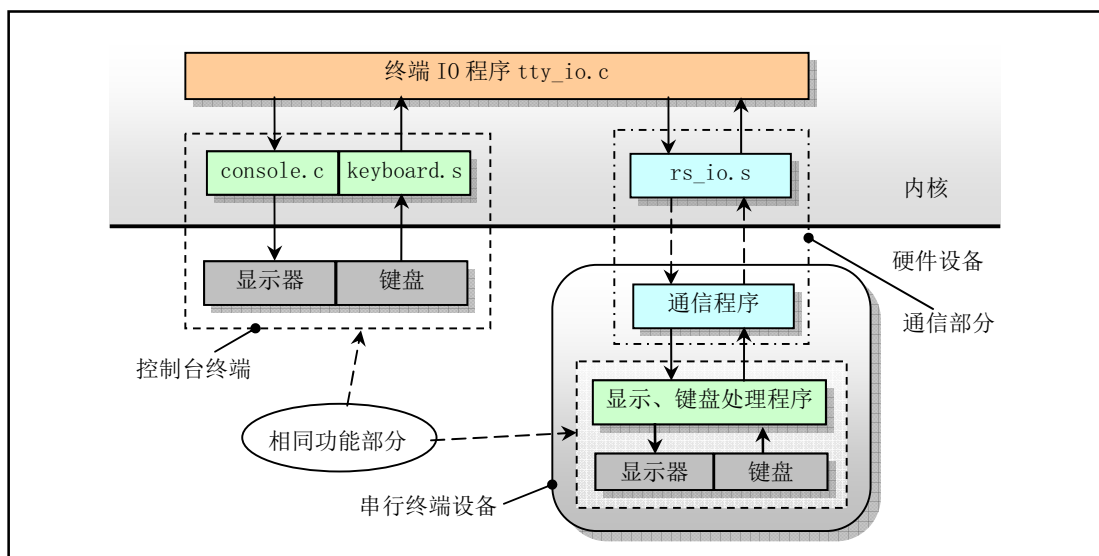 终端 IO 程序 tty_io.c
console.c
keyboard.s
rs_io.s
内核
显示器
键盘
硬件设备
通信程序
通信部分
控制台终端
显示、键盘处理程序
相同功能部分
显示器
键盘
串行终端设备